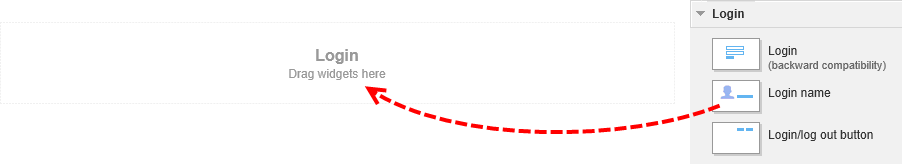 Login
Drag widgets here
Login
Login
(backward compatibility)
Login name
Login/log out button